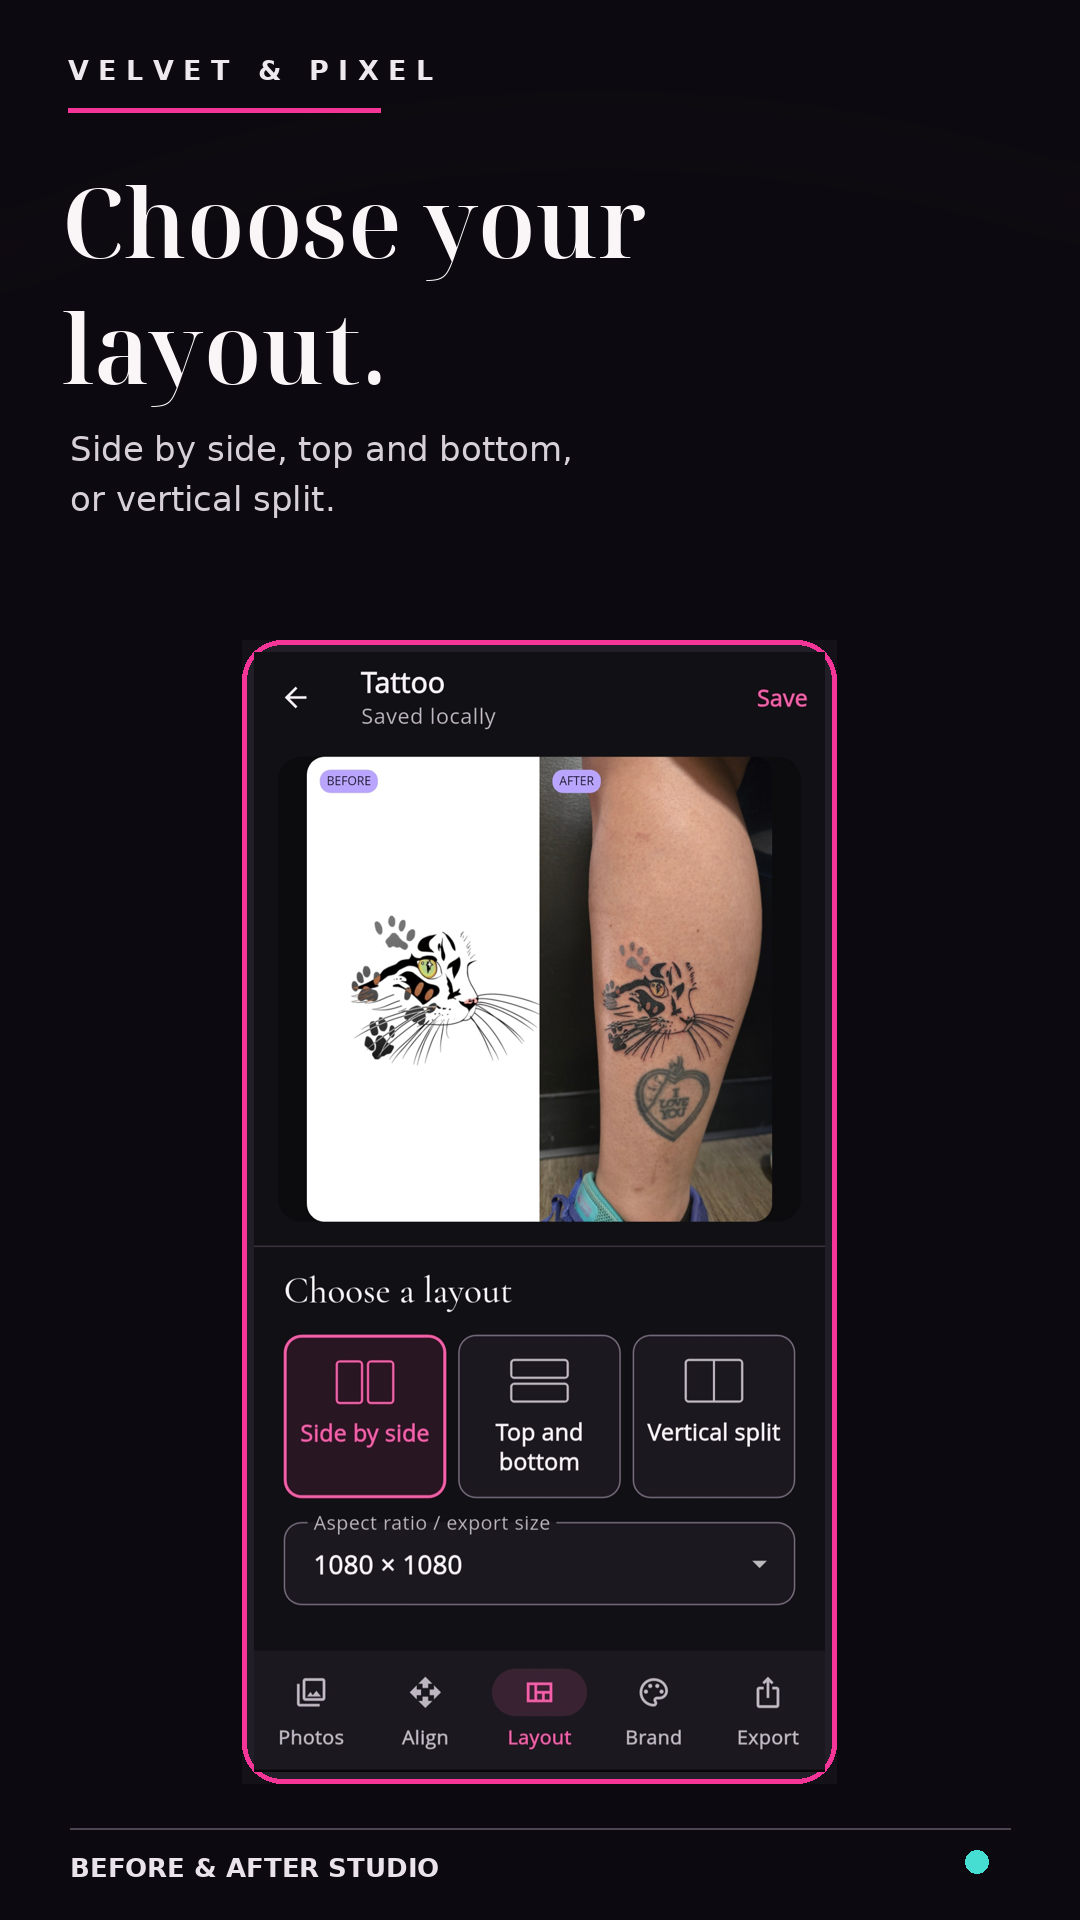 VELVET & PIXEL
Choose your
layout.
Side by side, top and bottom,
or vertical split.
Tattoo
Saved locally
Save
BEFORE
AFTER
I
LOVE
YOU
Choose a layout
Side by side
Top and
bottom
Vertical split
Aspect ratio / export size
1080 × 1080
Photos
Align
Layout
Brand
Export
BEFORE & AFTER STUDIO